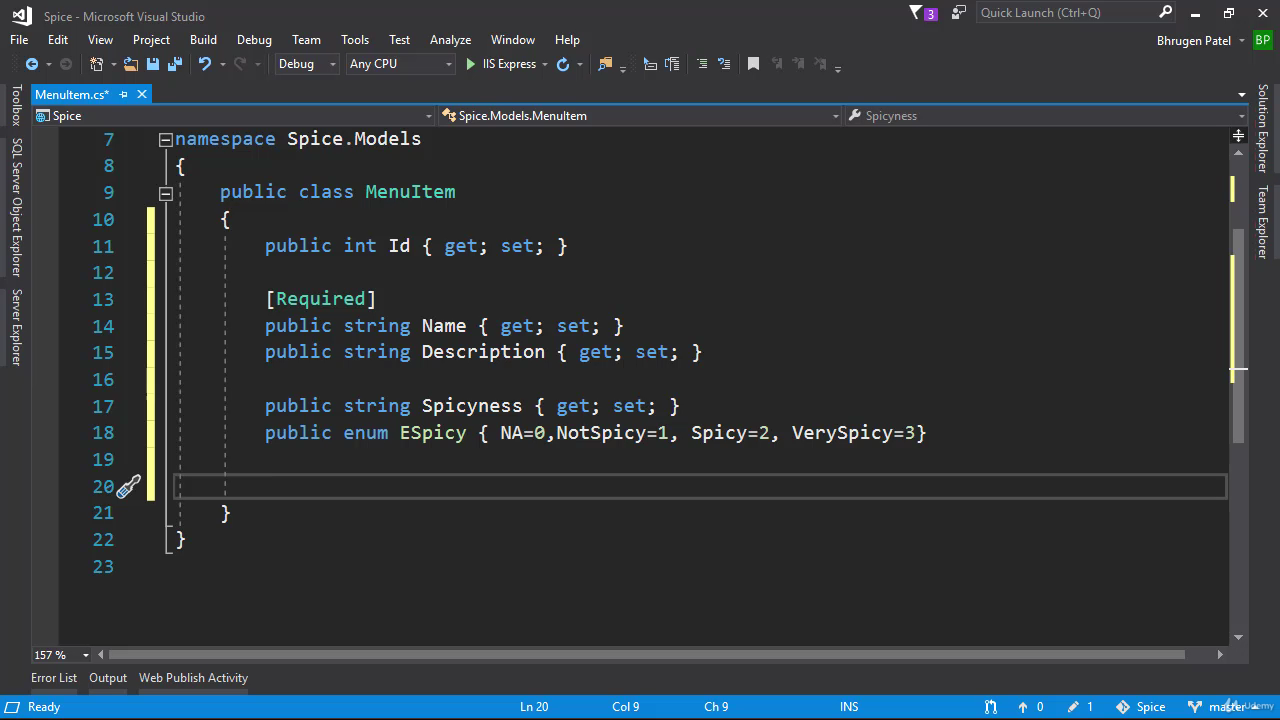 Spice - Microsoft Visual Studio
3
Quick Launch (Ctrl+Q)
File Edit View Project Build Debug Team Tools Test Analyze Window Help
Bhrugen Patel BP
Debug Any CPU IIS Express
MenuItem.cs*
Spice Spice.Models.MenuItem Spicyness
Toolbox
SQL Server Object Explorer
Server Explorer
Solution Explorer
Team Explorer
7 namespace Spice.Models
8 {
9 public class MenuItem
10 {
11 public int Id { get; set; }
12
13 [Required]
14 public string Name { get; set; }
15 public string Description { get; set; }
16
17 public string Spicyness { get; set; }
18 public enum ESpicy { NA=0,NotSpicy=1, Spicy=2, VerySpicy=3}
19
20
21 }
22 }
23
157 %
Error List Output Web Publish Activity
Ready Ln 20 Col 9 Ch 9 INS 0 1 Spice master
Udemy